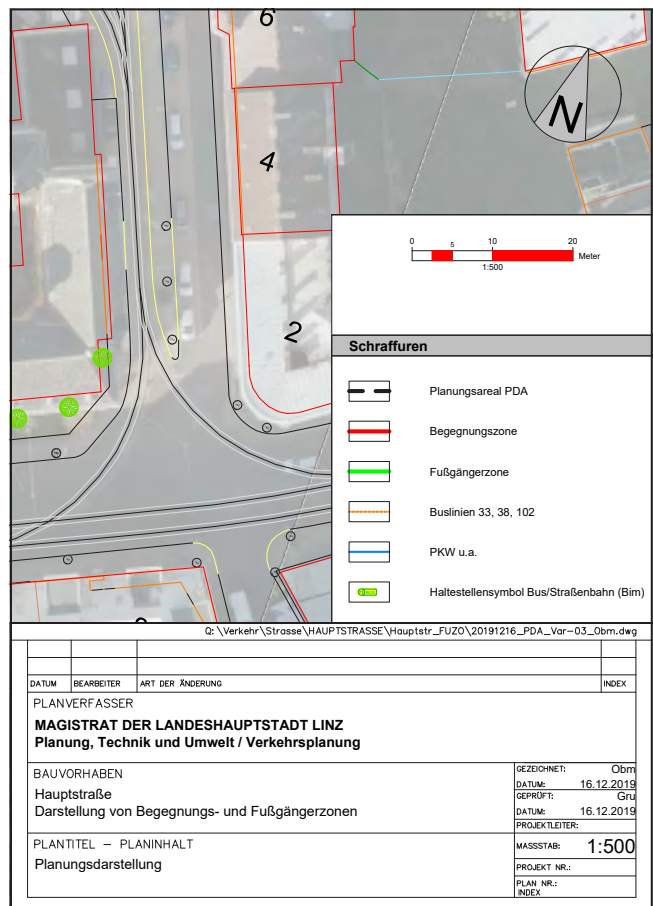 6
4
2
N
0 5 10 20
Meter
1:500
Schraffuren
Planungsareal PDA
Begegnungszone
Fußgängerzone
Buslinien 33, 38, 102
PKW u.a.
Haltestellensymbol Bus/Straßenbahn (Bim)
Q:\Verkehr\Strasse\HAUPTSTRASSE\Hauptstr_FUZO\20191216_PDA_Var-03_Obm.dwg
DATUM BEARBEITER ART DER ÄNDERUNG INDEX
PLANVERFASSER
MAGISTRAT DER LANDESHAUPTSTADT LINZ
Planung, Technik und Umwelt / Verkehrsplanung
BAUVORHABEN
Hauptstraße
Darstellung von Begegnungs- und Fußgängerzonen
GEZEICHNET: Obm
DATUM: 16.12.2019
GEPRÜFT: Gru
DATUM: 16.12.2019
PROJEKTLEITER:
PLANTITEL – PLANINHALT
Planungsdarstellung
MASSSTAB: 1:500
PROJEKT NR.:
PLAN NR.:
INDEX